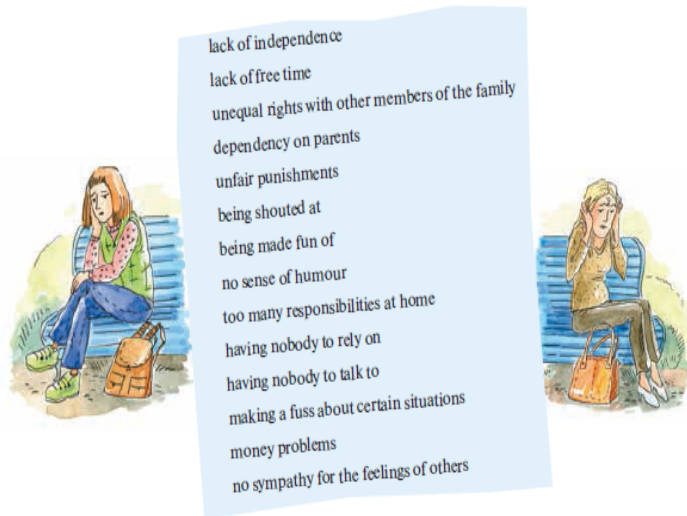 lack of independence
lack of free time
unequal rights with other members of the family
dependency on parents
unfair punishments
being shouted at
being made fun of
no sense of humour
too many responsibilities at home
having nobody to rely on
having nobody to talk to
making a fuss about certain situations
money problems
no sympathy for the feelings of others